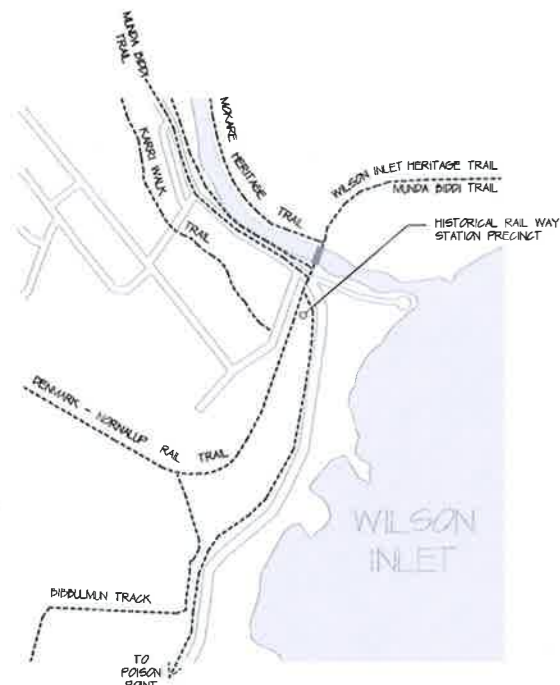 MUNDA BIDDI
TRAIL
KARRI WALK
TRAIL
MOKARE
HERITAGE
TRAIL
WILSON INLET HERITAGE TRAIL
MUNDA BIDDI TRAIL
HISTORICAL RAIL WAY
STATION PRECINCT
DENMARK - NORNALUP
RAIL TRAIL
WILSON
INLET
BIBBULMUN TRACK
TO
POISON
POINT